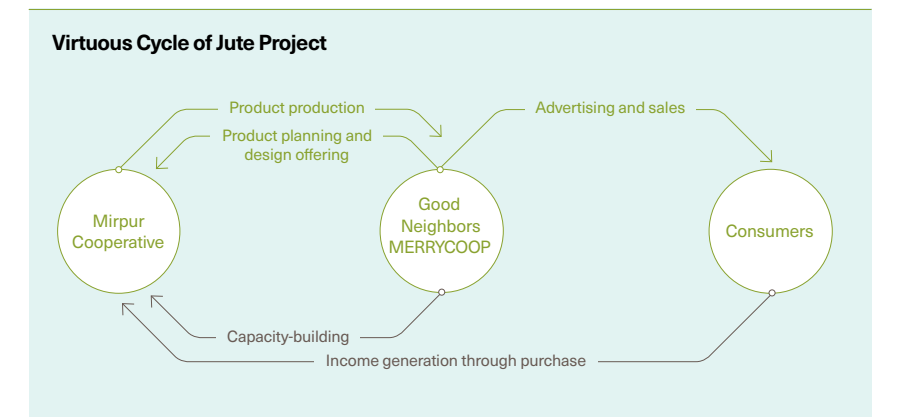 Virtuous Cycle of Jute Project
Product production
Advertising and sales
Product planning and
design offering
Mirpur
Cooperative
Good
Neighbors
MERRYCOOP
Consumers
Capacity-building
Income generation through purchase